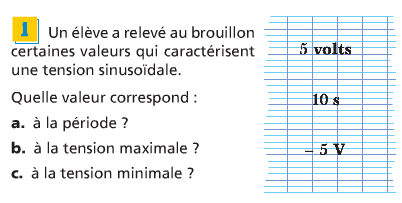 1 Un élève a relevé au brouillon
certaines valeurs qui caractérisent
une tension sinusoïdale.
Quelle valeur correspond :
a. à la période ?
b. à la tension maximale ?
c. à la tension minimale ?
5 volts
10 s
– 5 V